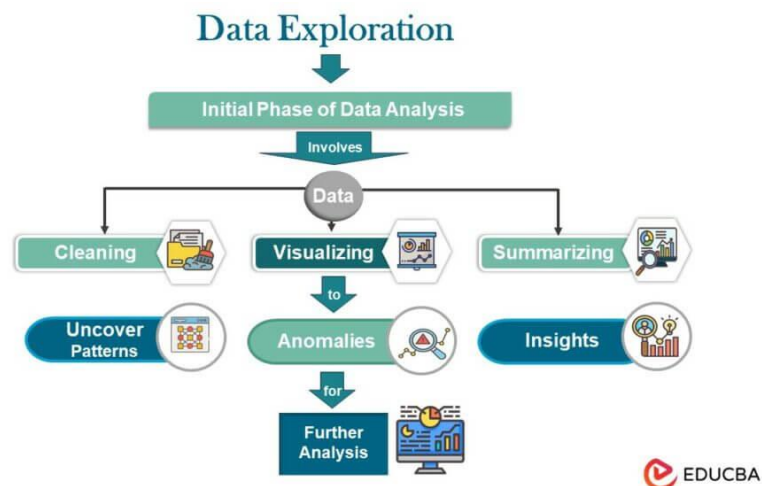 Data Exploration
Initial Phase of Data Analysis
Involves
Data
Cleaning
Visualizing
Summarizing
to
Uncover
Patterns
Anomalies
Insights
for
Further
Analysis
EDUCBA